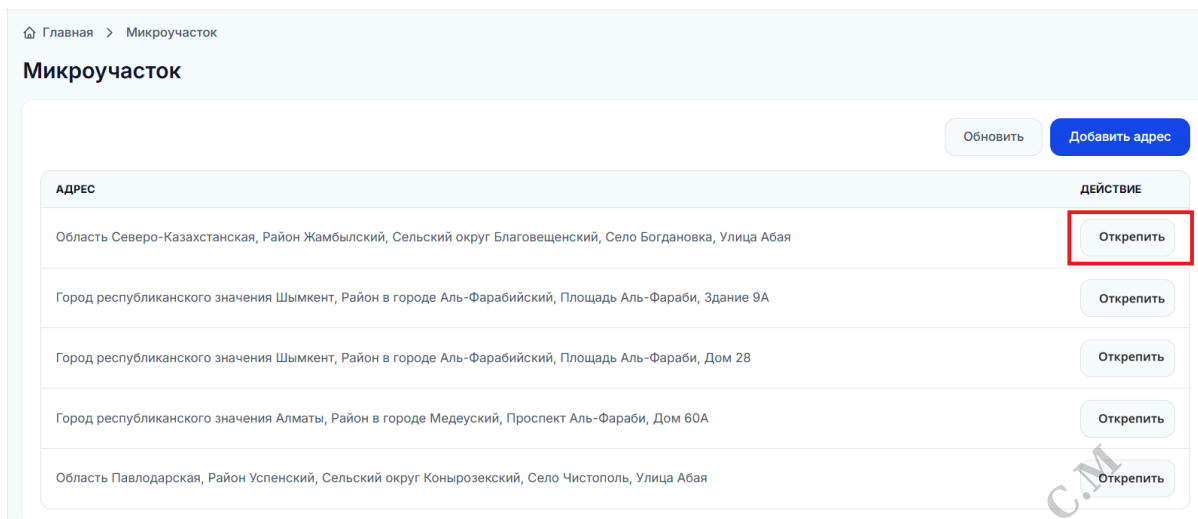 Главная > Микроучасток
Микроучасток
Обновить Добавить адрес
АДРЕС ДЕЙСТВИЕ
Область Северо-Казахстанская, Район Жамбылский, Сельский округ Благовещенский, Село Богдановка, Улица Абая Открепить
Город республиканского значения Шымкент, Район в городе Аль-Фарабийский, Площадь Аль-Фараби, Здание 9А Открепить
Город республиканского значения Шымкент, Район в городе Аль-Фарабийский, Площадь Аль-Фараби, Дом 28 Открепить
Город республиканского значения Алматы, Район в городе Медеуский, Проспект Аль-Фараби, Дом 60А Открепить
Область Павлодарская, Район Успенский, Сельский округ Конырозекский, Село Чистополь, Улица Абая Открепить
С.М